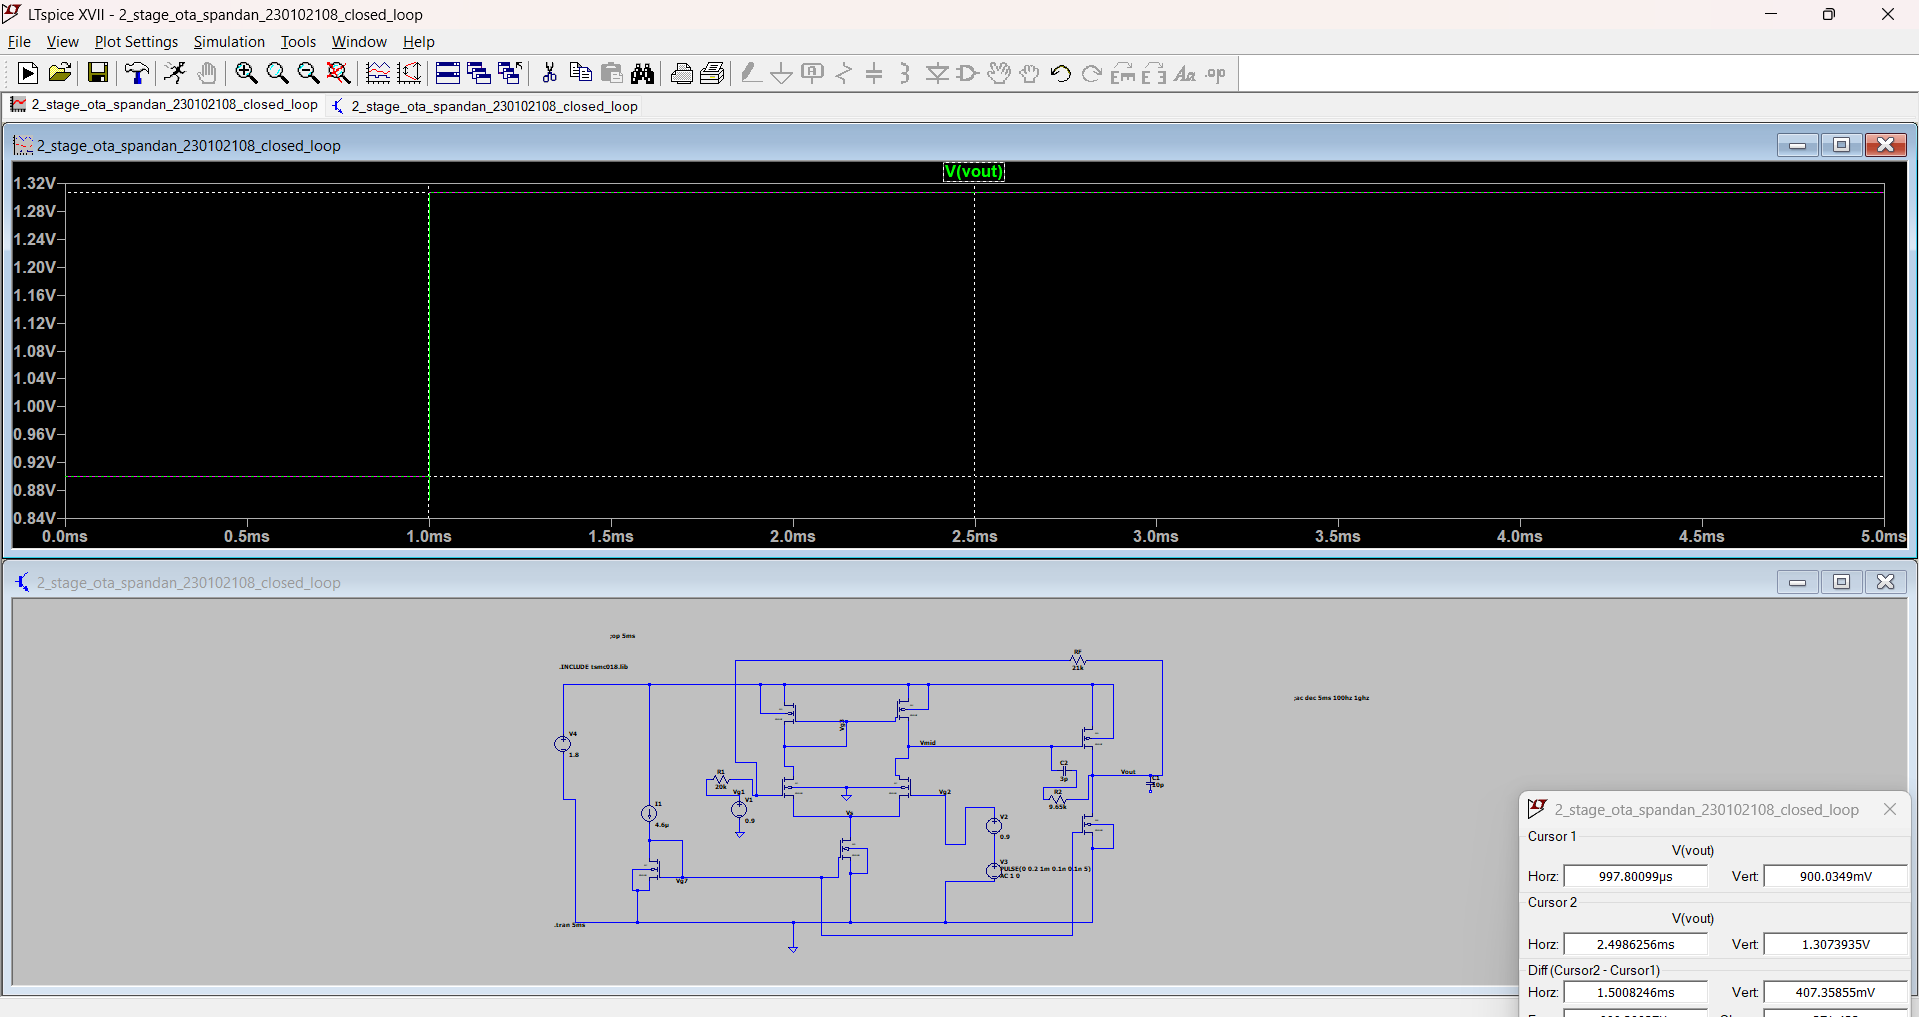 LTspice XVII - 2_stage_ota_spandan_230102108_closed_loop
File View Plot Settings Simulation Tools Window Help
2_stage_ota_spandan_230102108_closed_loop 2_stage_ota_spandan_230102108_closed_loop
2_stage_ota_spandan_230102108_closed_loop
V(vout)
1.32V
1.28V
1.24V
1.20V
1.16V
1.12V
1.08V
1.04V
1.00V
0.96V
0.92V
0.88V
0.84V
0.0ms 0.5ms 1.0ms 1.5ms 2.0ms 2.5ms 3.0ms 3.5ms 4.0ms 4.5ms 5.0ms
2_stage_ota_spandan_230102108_closed_loop
;op 5ms
.INCLUDE tsmc018.lib
RF
21k
;ac dec 5ms 100hz 1ghz
V4
1.8
Vg3
Vmid
R1
20k
Vg1
V1
0.9
I1
4.6µ
Vg7
Vg2
V2
0.9
V3
PULSE(0 0.2 1m 0.1n 0.1n 5)
AC 1 0
C2
3p
R2
9.65k
Vout
C1
10p
.tran 5ms
2_stage_ota_spandan_230102108_closed_loop
Cursor 1
V(vout)
Horz: 997.80099µs Vert: 900.0349mV
Cursor 2
V(vout)
Horz: 2.4986256ms Vert: 1.3073935V
Diff (Cursor2 - Cursor1)
Horz: 1.5008246ms Vert: 407.35855mV